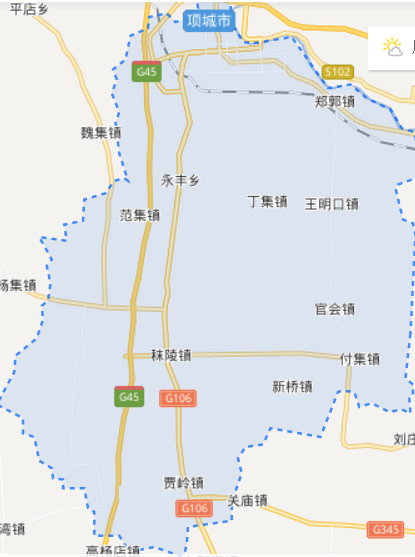 平店乡
项城市
G45
S102
郑郭镇
魏集镇
永丰乡
丁集镇
王明口镇
范集镇
杨集镇
官会镇
秣陵镇
付集镇
新桥镇
G45
G106
刘庄
贾岭镇
关庙镇
G106
G345
湾镇
高杨店镇